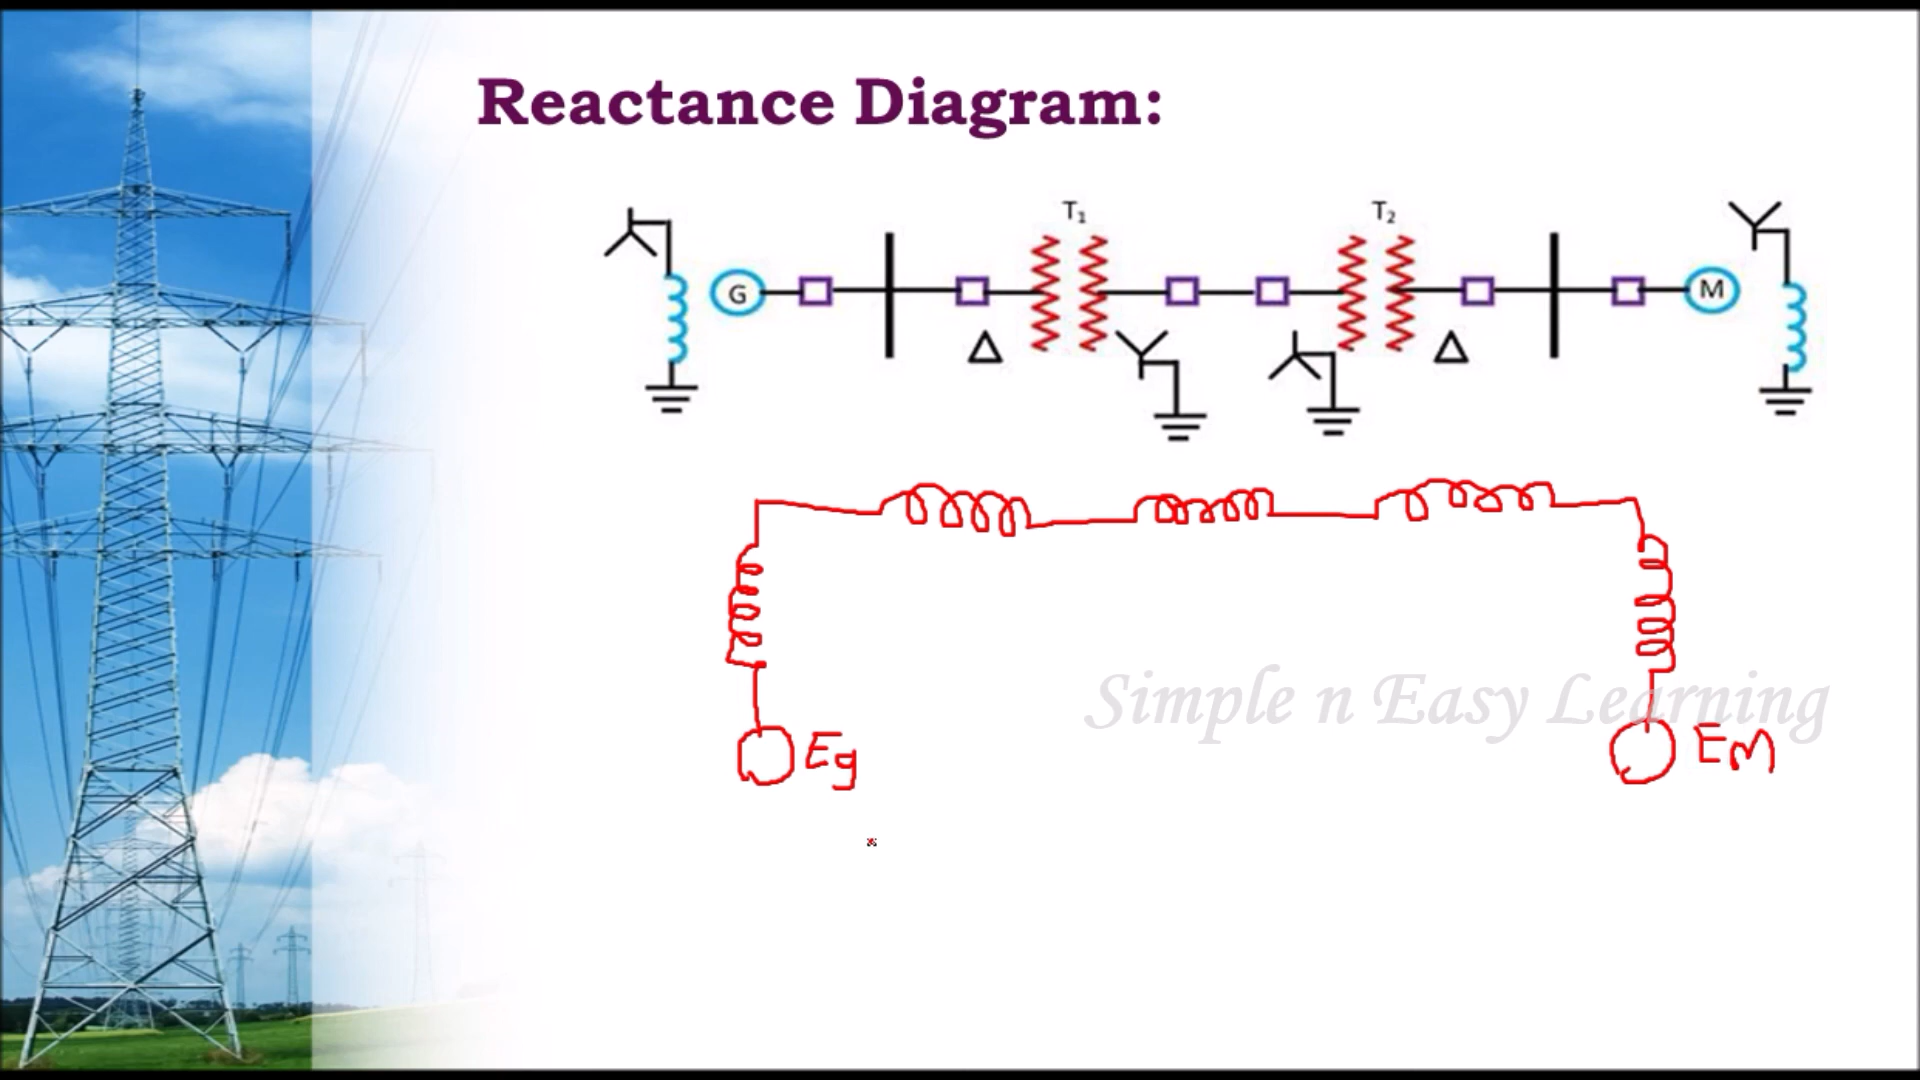 Reactance Diagram:
T₁
T₂
G
M
Simple n Easy Learning
Eg
EM